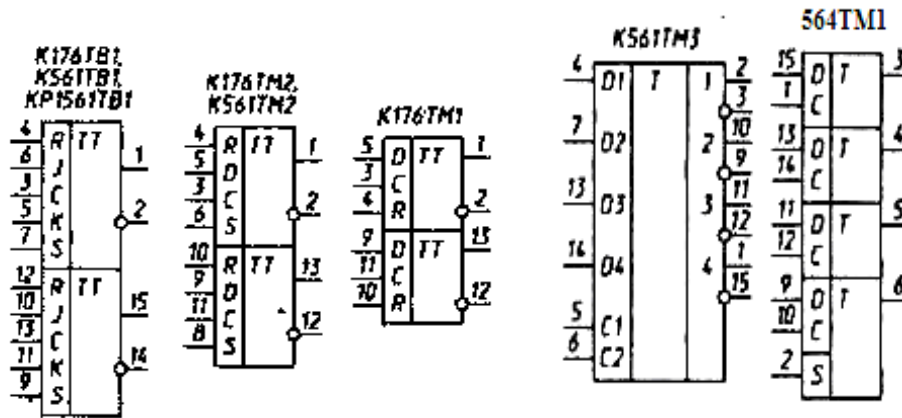 К176ТВ1,
К561ТВ1,
КР1561ТВ1
4 R TT
6 J 1
3 C
5 K 2
7 S
12 R TT
10 J 15
13 C
11 K 14
9 S
К176ТМ2,
К561ТМ2
4 R TT 1
5 D
3 C
6 S 2
10 R TT
9 D 13
11 C
8 S 12
К176ТМ1
5 D TT 1
3 C
4 R 2
9 D TT 13
11 C
10 R 12
К561ТМ3
4 D1 T 1 2
3
7 D2 2 10
9
13 D3 3 11
12
14 D4 4 1
15
5 C1
6 C2
564ТМ1
15 D T 3
1 C
13 D T 4
14 C
11 D T 5
12 C
9 D T 6
10 C
2 S